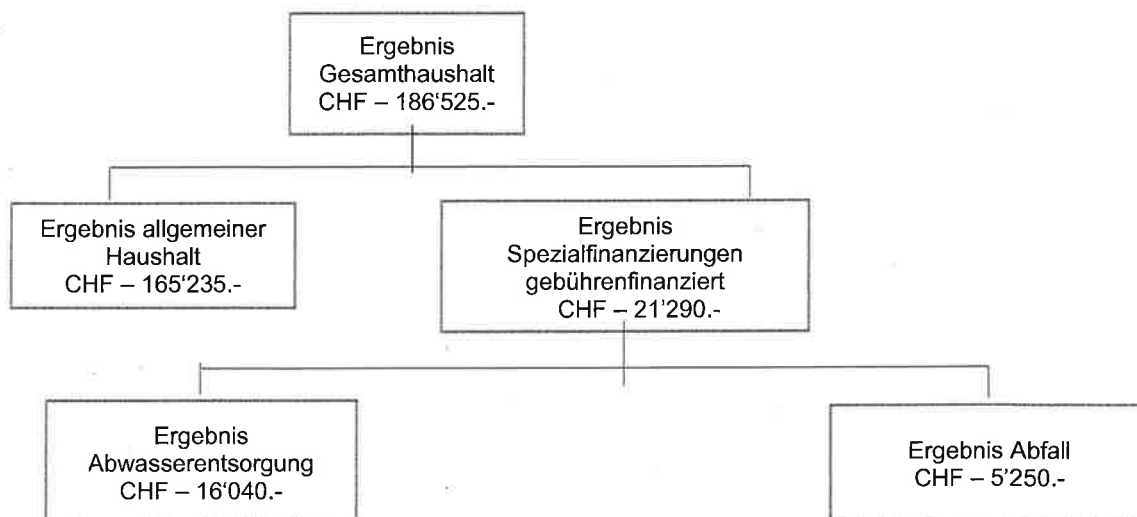 Ergebnis
Gesamthaushalt
CHF – 186‘525.-
Ergebnis allgemeiner
Haushalt
CHF – 165‘235.-
Ergebnis
Spezialfinanzierungen
gebührenfinanziert
CHF – 21’290.-
Ergebnis
Abwasserentsorgung
CHF – 16‘040.-
Ergebnis Abfall
CHF – 5’250.-